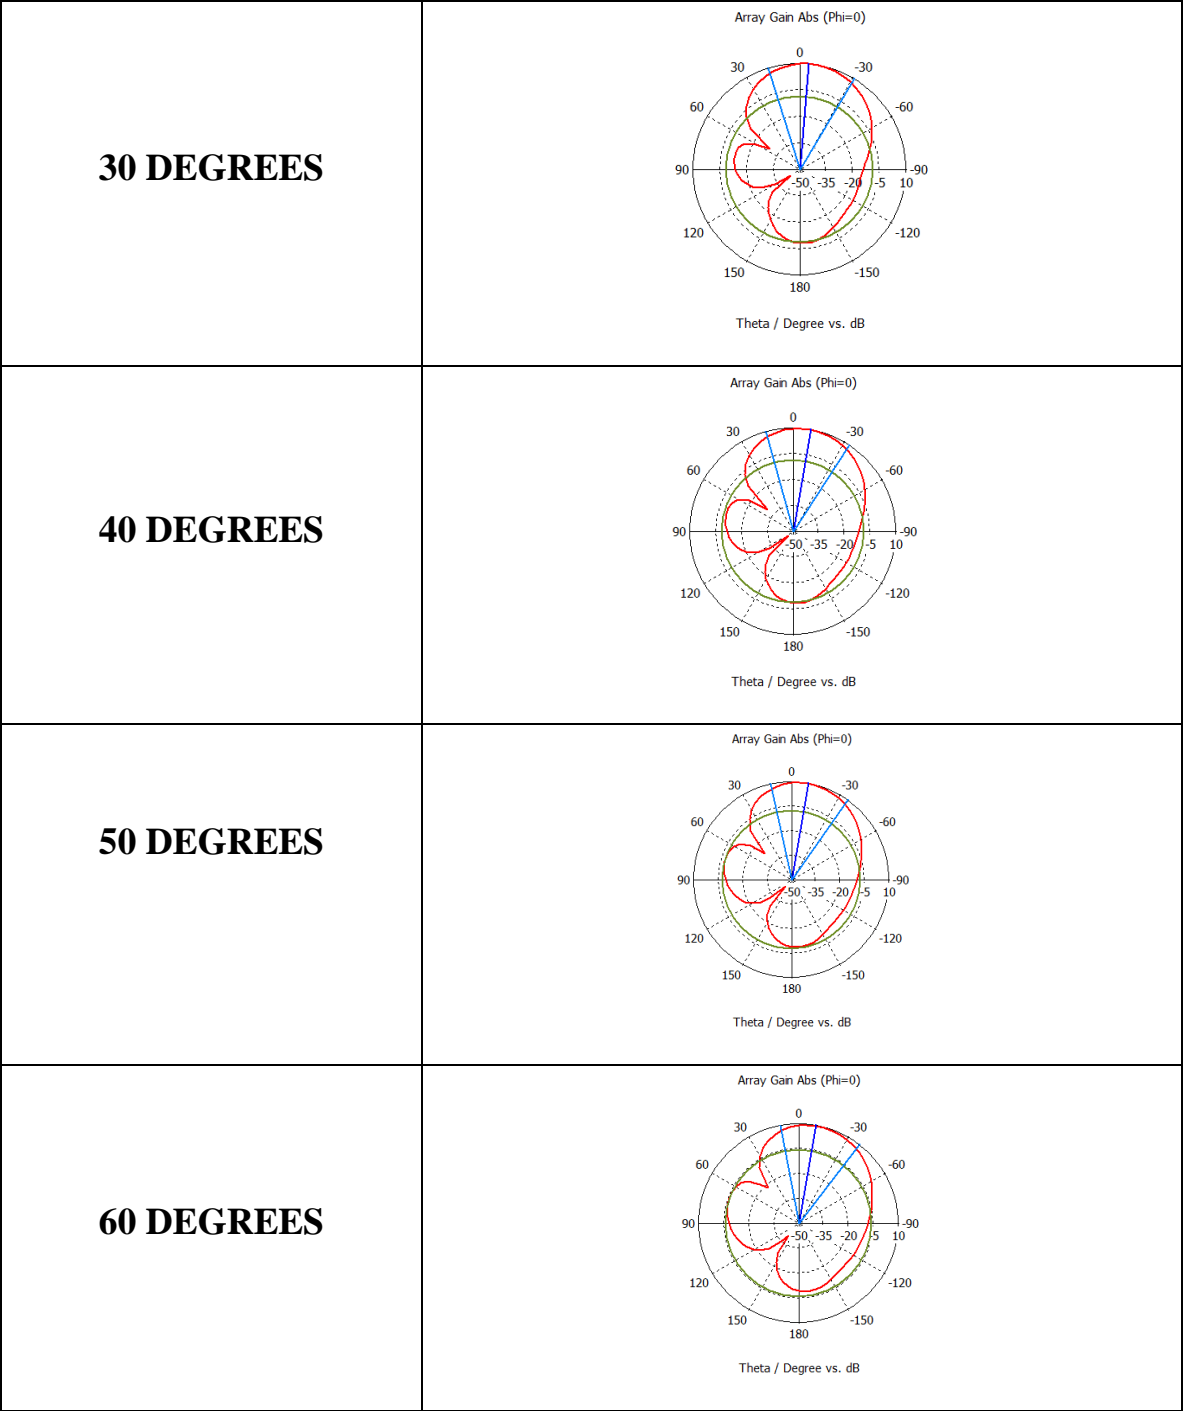 30 DEGREES
Array Gain Abs (Phi=0)
0
30 -30
60 -60
90 -90
-50 -35 -20 -5 10
120 -120
150 -150
180
Theta / Degree vs. dB
40 DEGREES
Array Gain Abs (Phi=0)
0
30 -30
60 -60
90 -90
-50 -35 -20 -5 10
120 -120
150 -150
180
Theta / Degree vs. dB
50 DEGREES
Array Gain Abs (Phi=0)
0
30 -30
60 -60
90 -90
-50 -35 -20 -5 10
120 -120
150 -150
180
Theta / Degree vs. dB
60 DEGREES
Array Gain Abs (Phi=0)
0
30 -30
60 -60
90 -90
-50 -35 -20 -5 10
120 -120
150 -150
180
Theta / Degree vs. dB